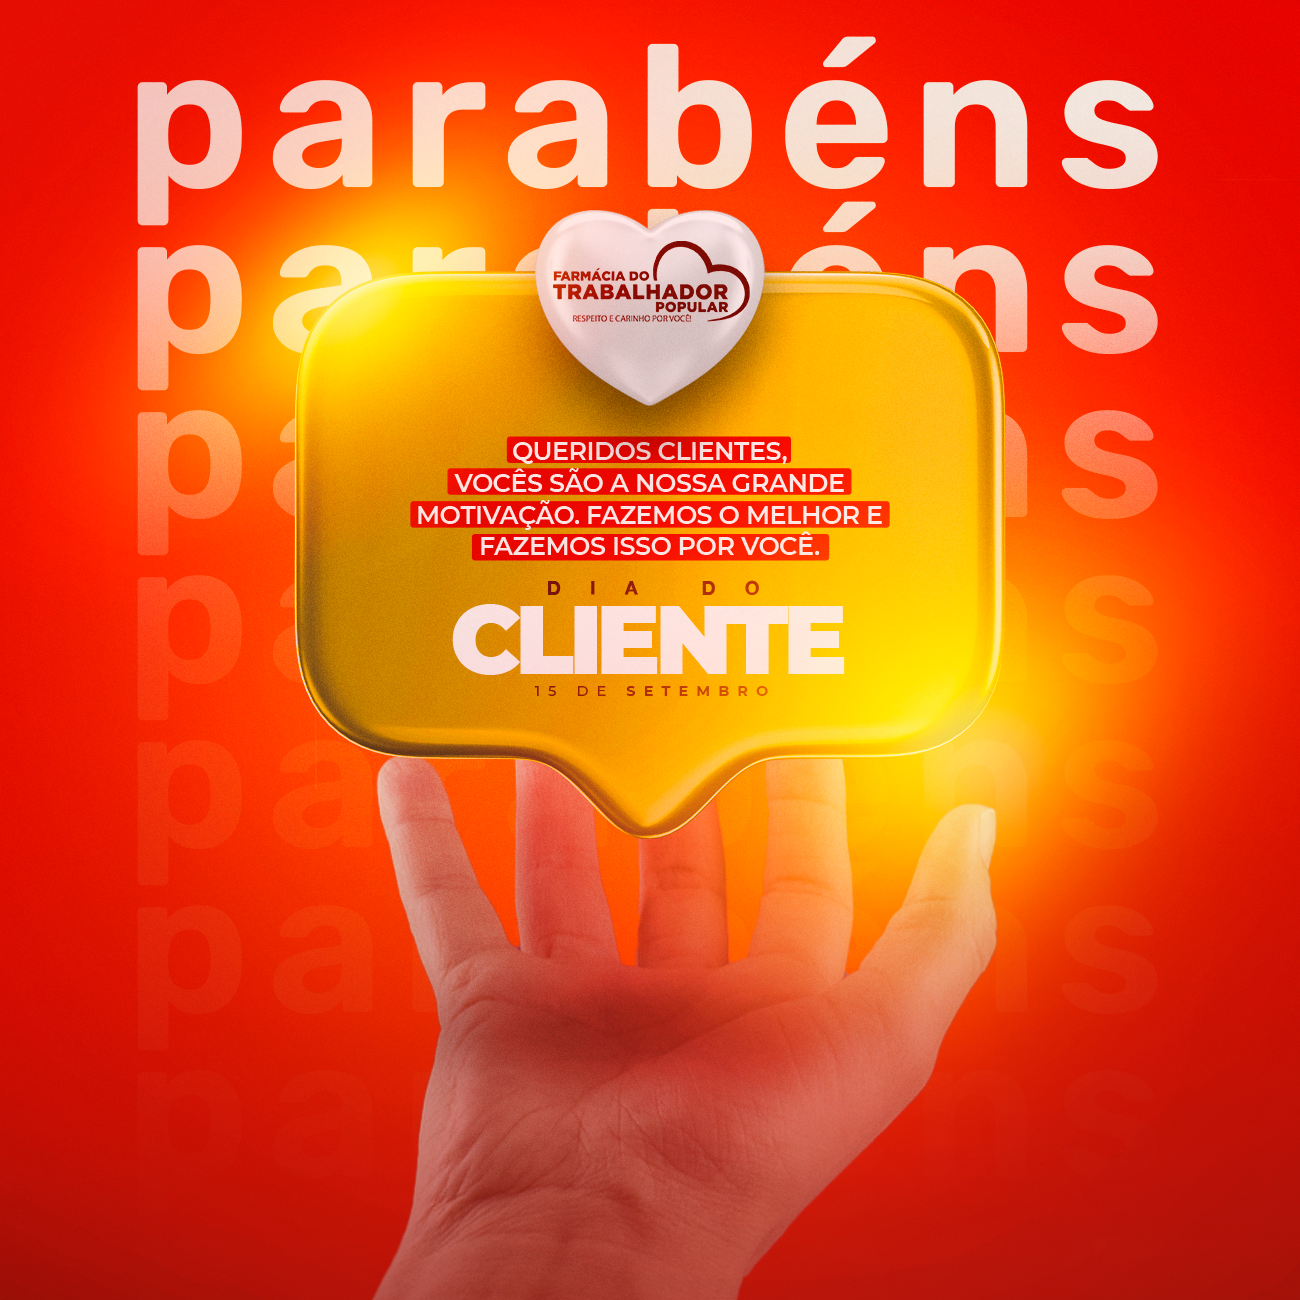 parabéns
parabéns
FARMÁCIA DO
TRABALHADOR
POPULAR
RESPEITO E CARINHO POR VOCÊ!
QUERIDOS CLIENTES,
VOCÊS SÃO A NOSSA GRANDE
MOTIVAÇÃO. FAZEMOS O MELHOR E
FAZEMOS ISSO POR VOCÊ.
DIA DO
CLIENTE
15 DE SETEMBRO